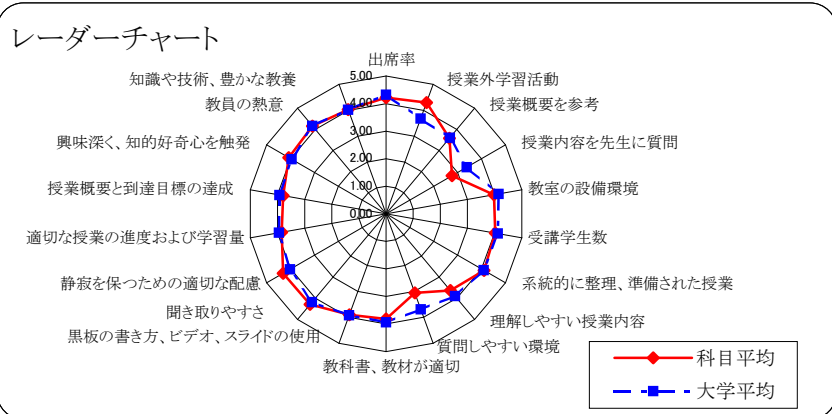 レーダーチャート
出席率
授業外学習活動
授業概要を参考
授業内容を先生に質問
教室の設備環境
受講学生数
系統的に整理、準備された授業
理解しやすい授業内容
質問しやすい環境
教科書、教材が適切
黒板の書き方、ビデオ、スライドの使用
聞き取りやすさ
静寂を保つための適切な配慮
適切な授業の進度および学習量
授業概要と到達目標の達成
興味深く、知的好奇心を触発
教員の熱意
知識や技術、豊かな教養
5.00
4.00
3.00
2.00
1.00
0.00
科目平均
大学平均